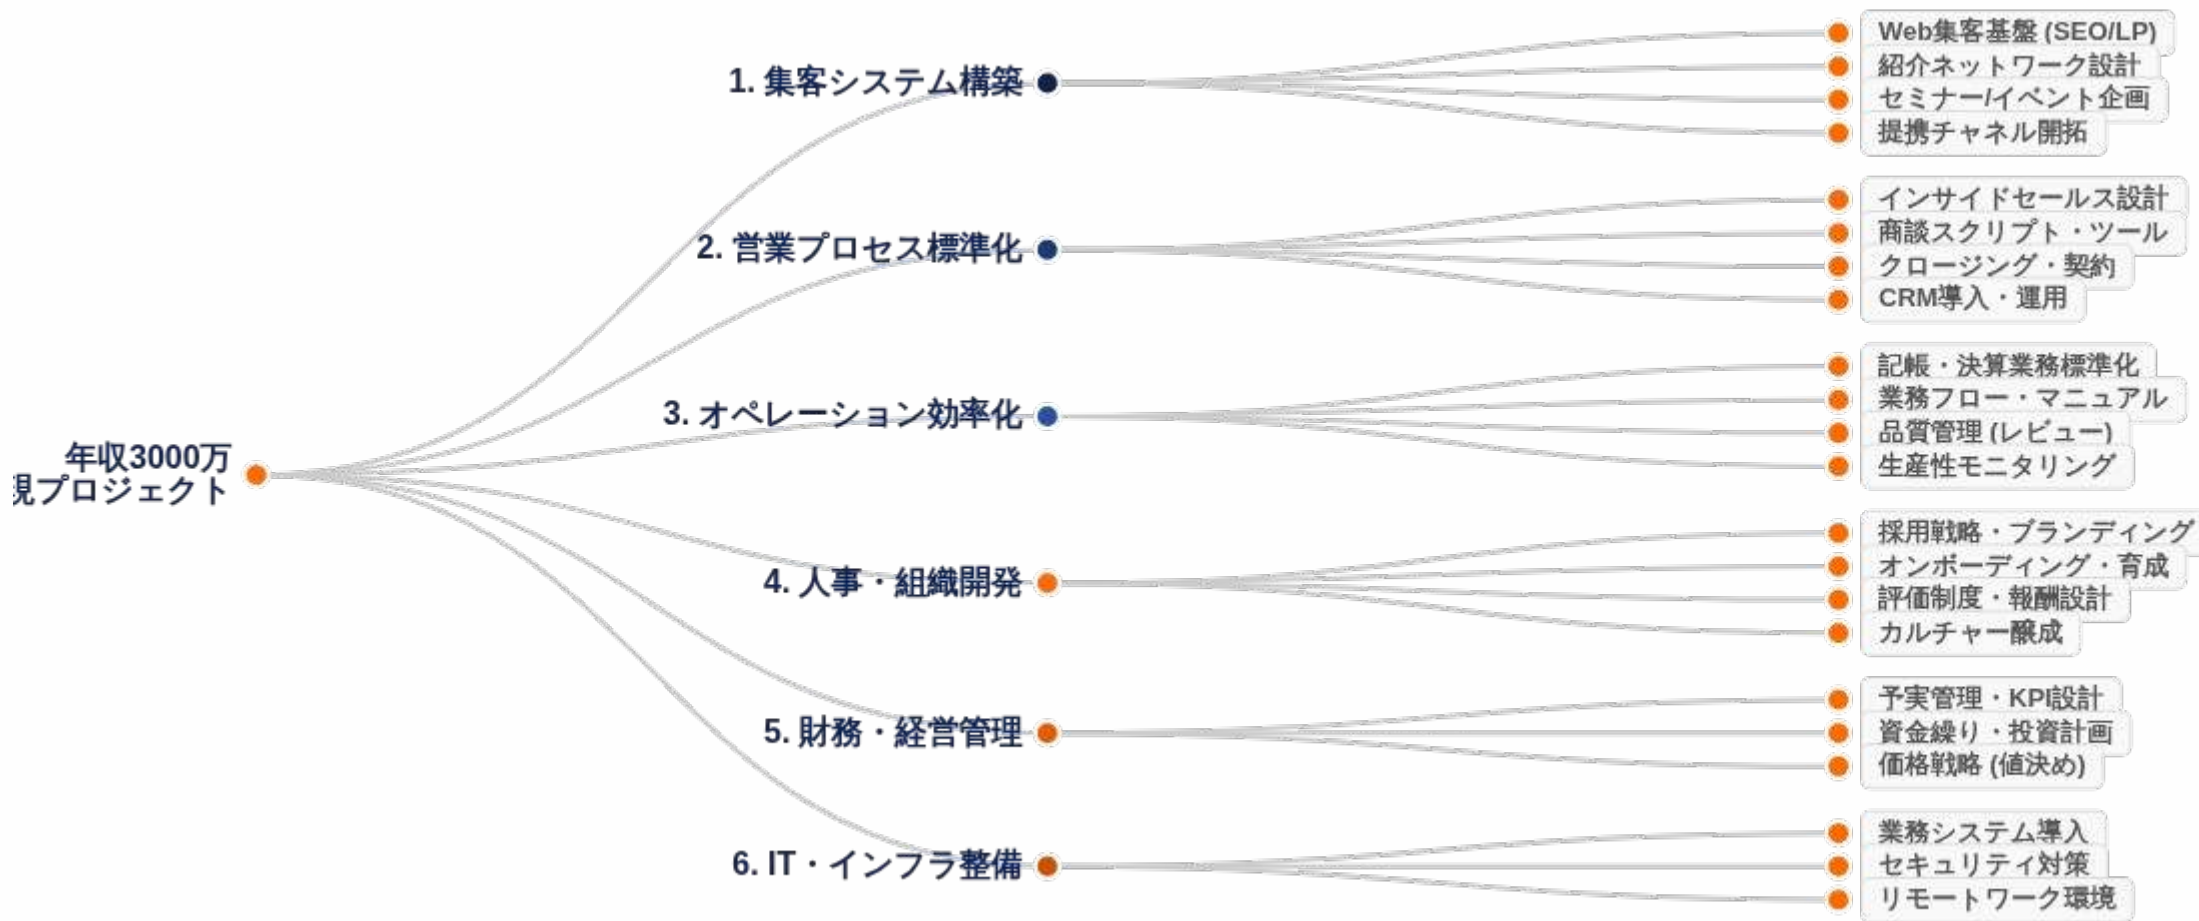 年収3000万
現プロジェクト
1. 集客システム構築
Web集客基盤 (SEO/LP)
紹介ネットワーク設計
セミナー/イベント企画
提携チャネル開拓
2. 営業プロセス標準化
インサイドセールス設計
商談スクリプト・ツール
クロージング・契約
CRM導入・運用
3. オペレーション効率化
記帳・決算業務標準化
業務フロー・マニュアル
品質管理 (レビュー)
生産性モニタリング
4. 人事・組織開発
採用戦略・ブランディング
オンボーディング・育成
評価制度・報酬設計
カルチャー醸成
5. 財務・経営管理
予実管理・KPI設計
資金繰り・投資計画
価格戦略 (値決め)
6. IT・インフラ整備
業務システム導入
セキュリティ対策
リモートワーク環境